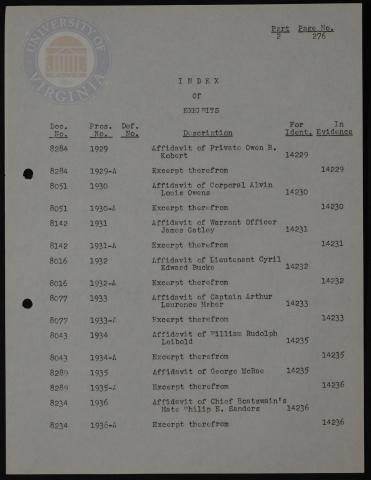 UNIVERSITY OF VIRGINIA
Part Page No.
2 276
INDEX
Of
EXHIBITS
Doc. Pros. Def. For In
No. No. No. Description Ident. Evidence
8284 1929 Affidavit of Private Owen R.
14229
8284 1929-A Excerpt therefrom 14229
8051 1930 Affidavit of Corporal Alvin
Louis Owens 14230
8051 1930-A Excerpt therefrom 14230
8142 1931 Affidavit of Warrant Officer
James Gatley 14231
8142 1931-A Excerpt therefrom 14231
8016 1932 Affidavit of Lieutenant Cyril
Edward Bucke 14232
8016 1932-A Excerpt therefrom 14232
8077 1933 Affidavit of Captain Arthur
Laurence Maher 14233
8077 1933-A Excerpt therefrom 14233
8043 1934 Affidavit of William Rudolph
Leibold 14235
8043 1934-A Excerpt therefrom 14235
8289 1935 Affidavit of George McRae 14235
8289 1935-A Excerpt therefrom 14236
8234 1936 Affidavit of Chief Boatswain's
Mate Philip E. Sanders 14236
8234 1936-A Excerpt therefrom 14236